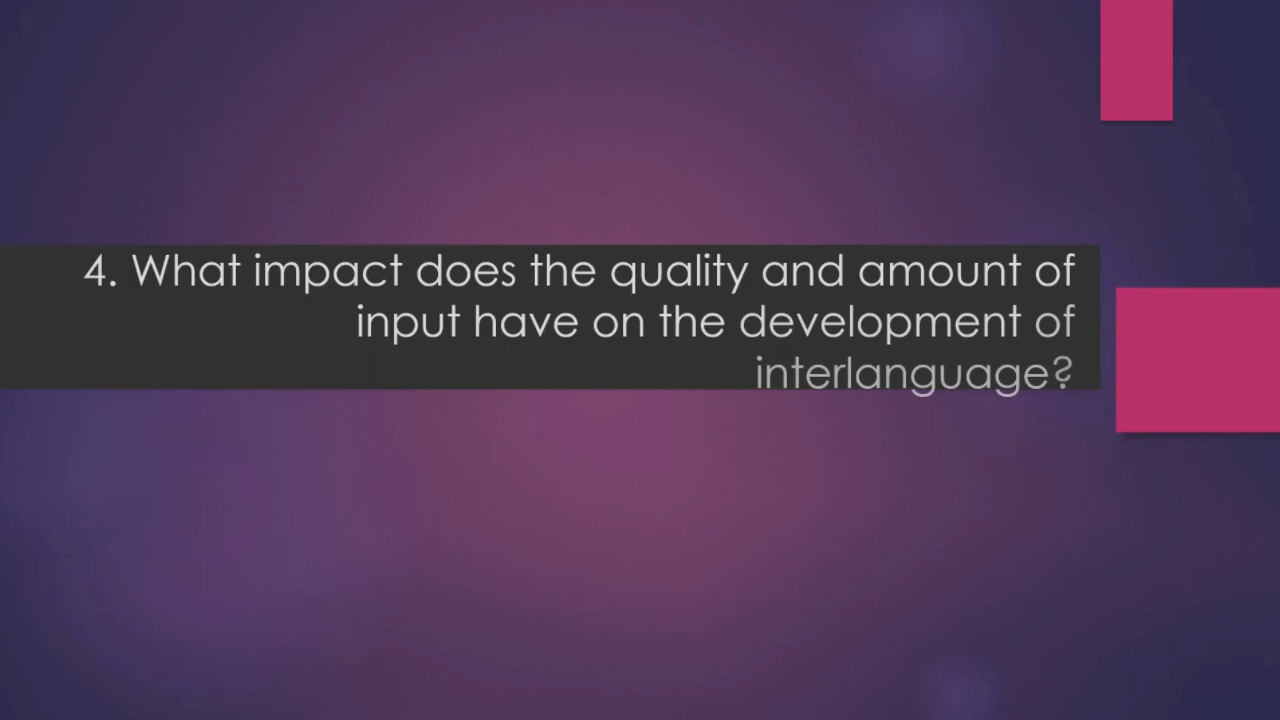 4. What impact does the quality and amount of
input have on the development of
interlanguage?